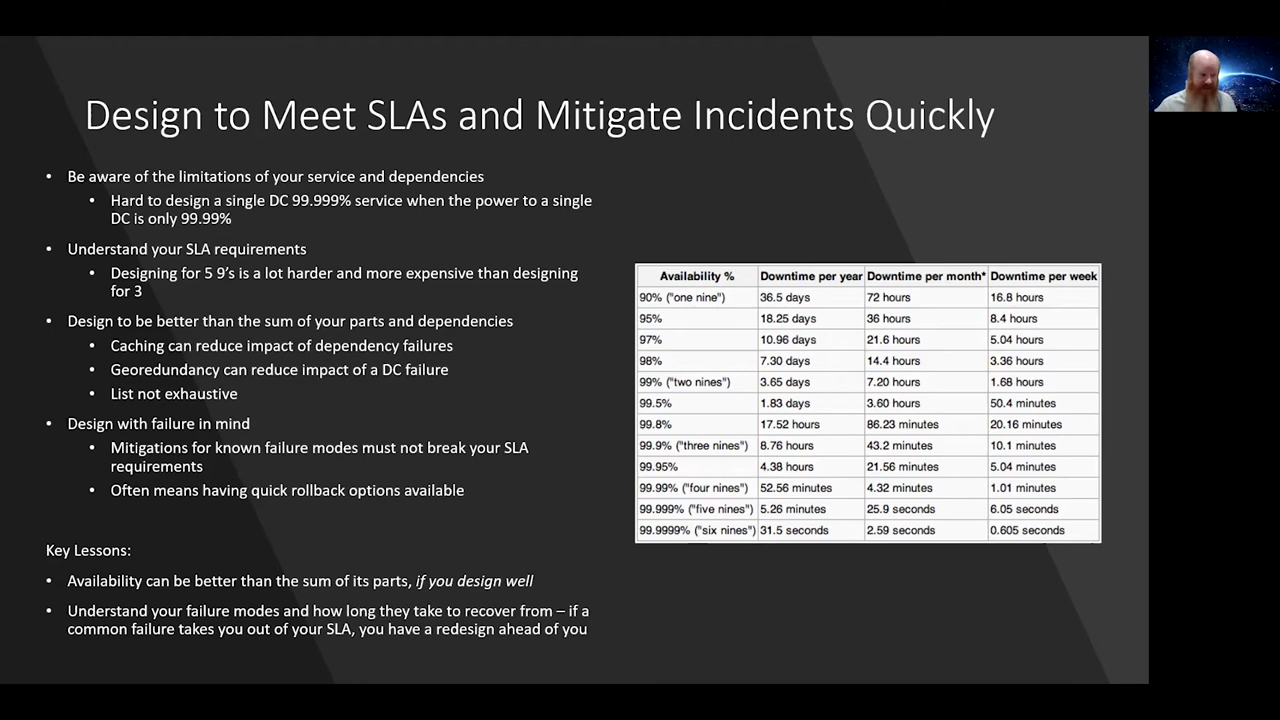 Design to Meet SLAs and Mitigate Incidents Quickly
• Be aware of the limitations of your service and dependencies
• Hard to design a single DC 99.999% service when the power to a single
DC is only 99.99%
• Understand your SLA requirements
• Designing for 5 9's is a lot harder and more expensive than designing
for 3
• Design to be better than the sum of your parts and dependencies
• Caching can reduce impact of dependency failures
• Georedundancy can reduce impact of a DC failure
• List not exhaustive
• Design with failure in mind
• Mitigations for known failure modes must not break your SLA
requirements
• Often means having quick rollback options available
Key Lessons:
• Availability can be better than the sum of its parts, if you design well
• Understand your failure modes and how long they take to recover from – if a
common failure takes you out of your SLA, you have a redesign ahead of you
Availability % Downtime per year Downtime per month* Downtime per week
90% ("one nine") 36.5 days 72 hours 16.8 hours
95% 18.25 days 36 hours 8.4 hours
97% 10.96 days 21.6 hours 5.04 hours
98% 7.30 days 14.4 hours 3.36 hours
99% ("two nines") 3.65 days 7.20 hours 1.68 hours
99.5% 1.83 days 3.60 hours 50.4 minutes
99.8% 17.52 hours 86.23 minutes 20.16 minutes
99.9% ("three nines") 8.76 hours 43.2 minutes 10.1 minutes
99.95% 4.38 hours 21.56 minutes 5.04 minutes
99.99% ("four nines") 52.56 minutes 4.32 minutes 1.01 minutes
99.999% ("five nines") 5.26 minutes 25.9 seconds 6.05 seconds
99.9999% ("six nines") 31.5 seconds 2.59 seconds 0.605 seconds